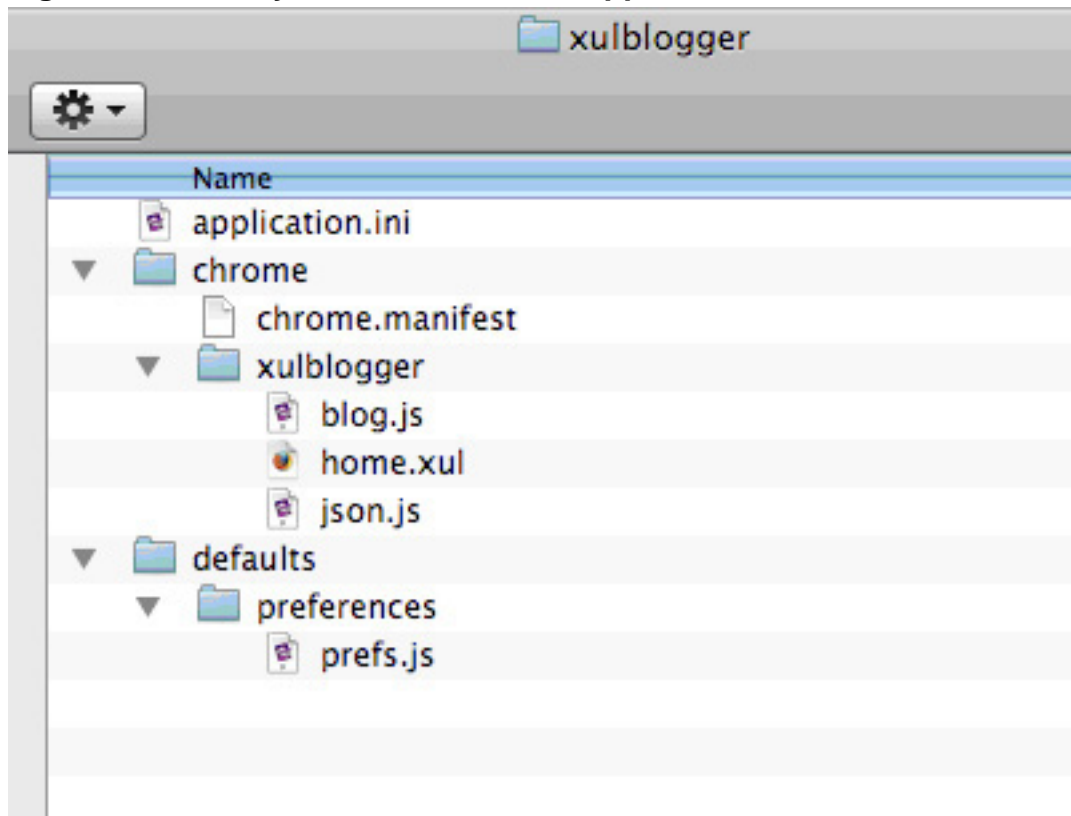 xulblogger
Name
application.ini
chrome
chrome.manifest
xulblogger
blog.js
home.xul
json.js
defaults
preferences
prefs.js